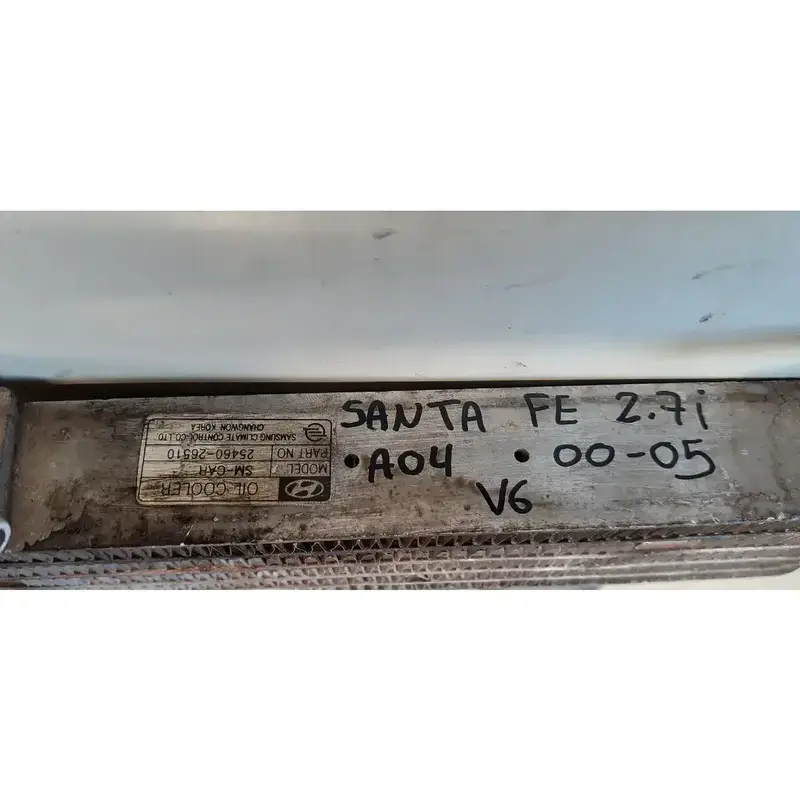 SANTA FE 2.7i
• A04 • 00-05
V6
OIL COOLER
MODEL SM-CAR
PART NO 25460-26510
SAMSUNG CLIMATE CONTROL CO.,LTD
CHANGWON KOREA